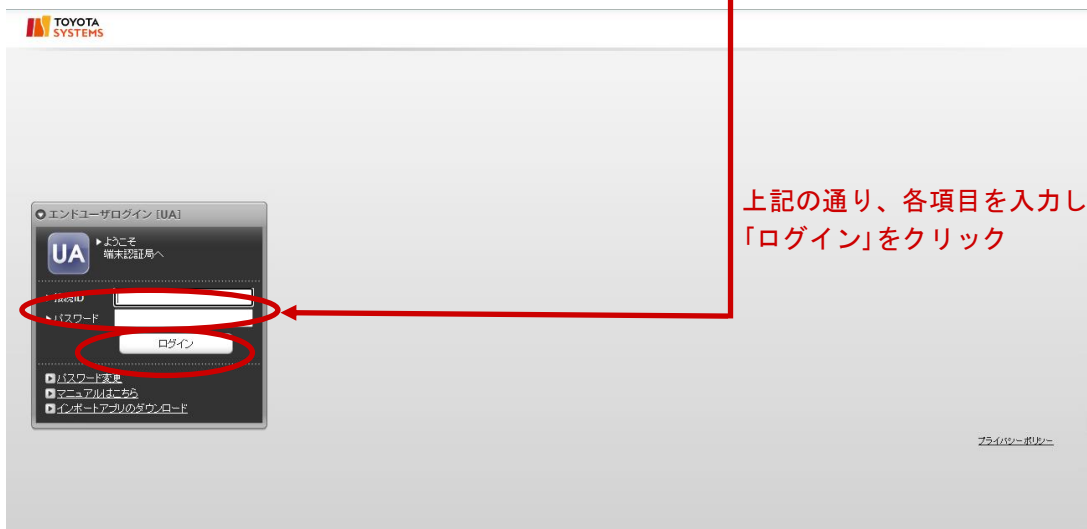 TOYOTA
SYSTEMS
エンドユーザログイン [UA]
UA
ようこそ
端末認証局へ
接続ID
パスワード
ログイン
パスワード変更
マニュアルはこちら
インポートアプリのダウンロード
上記の通り、各項目を入力し
「ログイン」をクリック
プライバシーポリシー